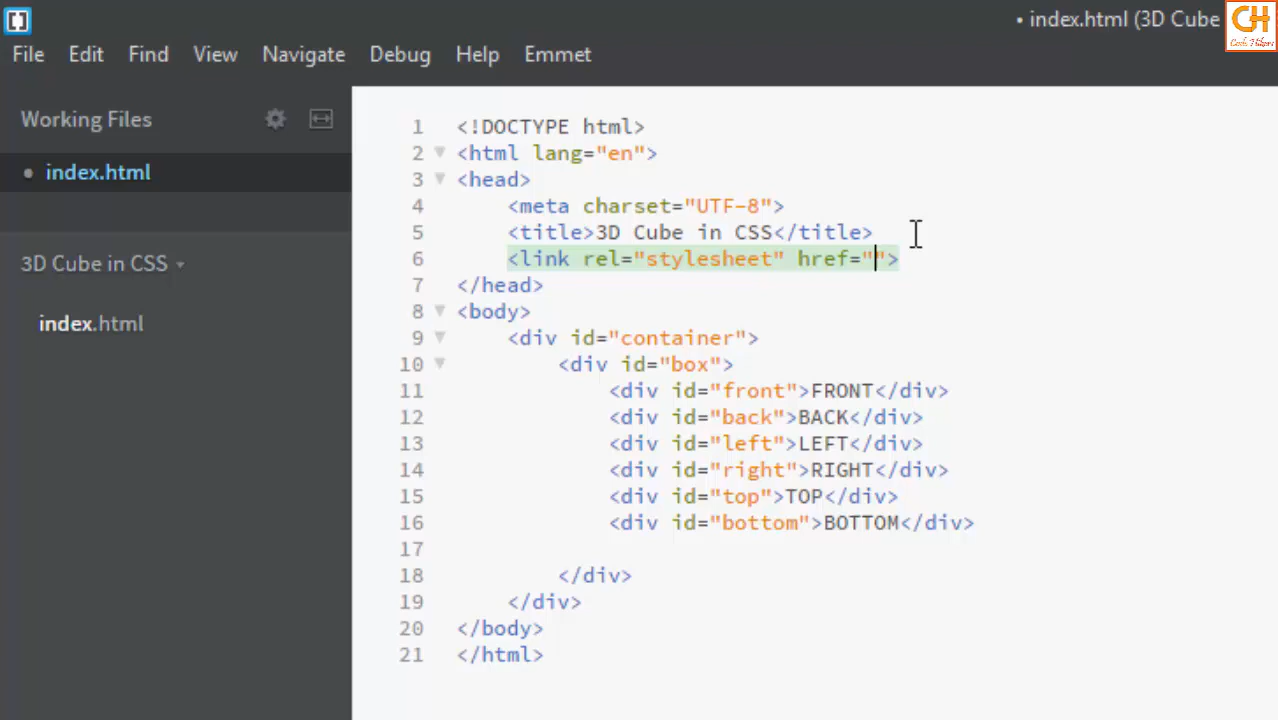 • index.html (3D Cube
CH
Code Helpers
File Edit Find View Navigate Debug Help Emmet
Working Files
• index.html
3D Cube in CSS
index.html
1 <!DOCTYPE html>
2 <html lang="en">
3 <head>
4 <meta charset="UTF-8">
5 <title>3D Cube in CSS</title>
6 <link rel="stylesheet" href="">
7 </head>
8 <body>
9 <div id="container">
10 <div id="box">
11 <div id="front">FRONT</div>
12 <div id="back">BACK</div>
13 <div id="left">LEFT</div>
14 <div id="right">RIGHT</div>
15 <div id="top">TOP</div>
16 <div id="bottom">BOTTOM</div>
17
18 </div>
19 </div>
20 </body>
21 </html>